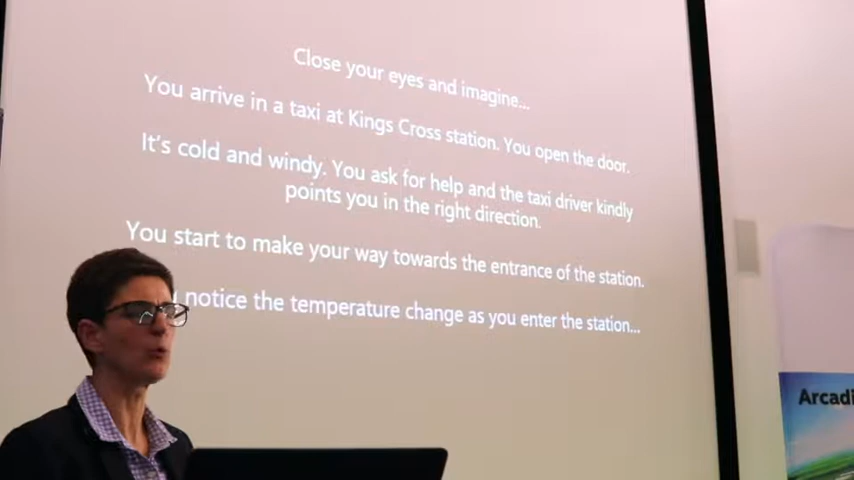 Close your eyes and imagine...
You arrive in a taxi at Kings Cross station. You open the door.
It's cold and windy. You ask for help and the taxi driver kindly
points you in the right direction.
You start to make your way towards the entrance of the station.
notice the temperature change as you enter the station...
Arcadi